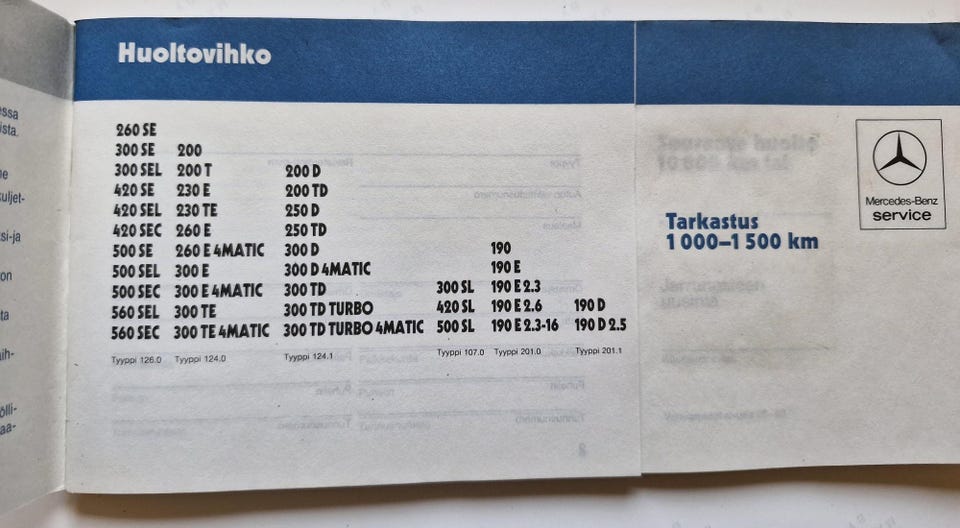 Huoltovihko
260 SE
300 SE 200
300 SEL 200 T 200 D
420 SE 230 E 200 TD
420 SEL 230 TE 250 D
420 SEC 260 E 250 TD
500 SE 260 E 4MATIC 300 D 190
500 SEL 300 E 300 D 4MATIC 190 E
500 SEC 300 E 4MATIC 300 TD 300 SL 190 E 2.3
560 SEL 300 TE 300 TD TURBO 420 SL 190 E 2.6 190 D
560 SEC 300 TE 4MATIC 300 TD TURBO 4MATIC 500 SL 190 E 2.3-16 190 D 2.5
Tyyppi 126.0 Tyyppi 124.0 Tyyppi 124.1 Tyyppi 107.0 Tyyppi 201.0 Tyyppi 201.1
Mercedes-Benz
service
Tarkastus
1 000–1 500 km